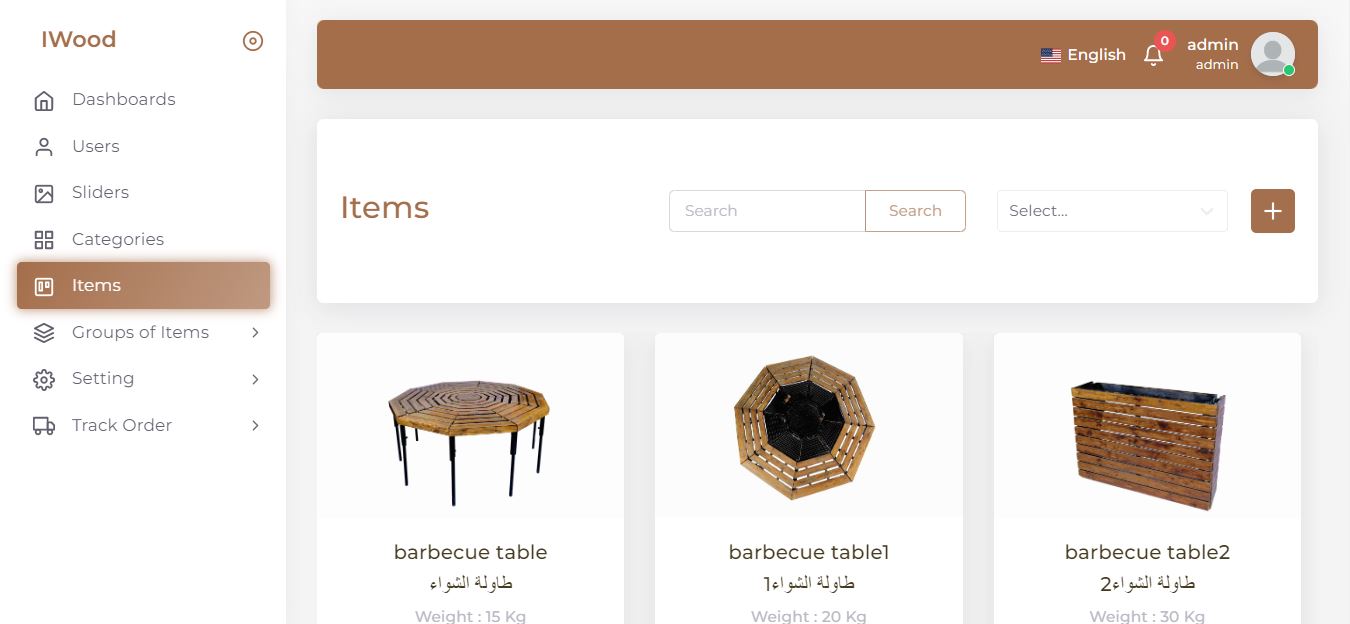 IWood
Dashboards
Users
Sliders
Categories
Items
Groups of Items
Setting
Track Order
English
0
admin
admin
Items
Search
Search
Select...
barbecue table
طاولة الشواء
Weight : 15 Kg
barbecue table1
طاولة الشواء1
Weight : 20 Kg
barbecue table2
طاولة الشواء2
Weight : 30 Kg